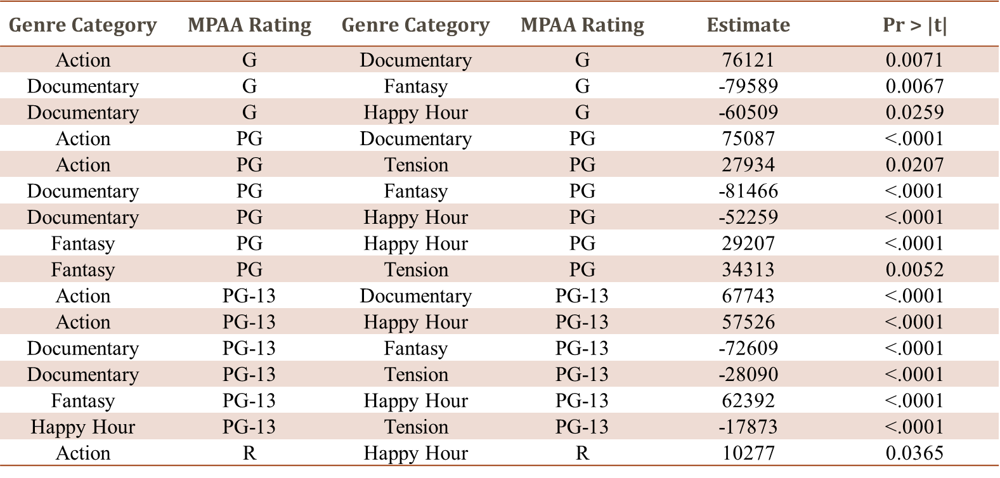 Genre Category MPAA Rating Genre Category MPAA Rating Estimate Pr > |t|
Action G Documentary G 76121 0.0071
Documentary G Fantasy G -79589 0.0067
Documentary G Happy Hour G -60509 0.0259
Action PG Documentary PG 75087 <.0001
Action PG Tension PG 27934 0.0207
Documentary PG Fantasy PG -81466 <.0001
Documentary PG Happy Hour PG -52259 <.0001
Fantasy PG Happy Hour PG 29207 <.0001
Fantasy PG Tension PG 34313 0.0052
Action PG-13 Documentary PG-13 67743 <.0001
Action PG-13 Happy Hour PG-13 57526 <.0001
Documentary PG-13 Fantasy PG-13 -72609 <.0001
Documentary PG-13 Tension PG-13 -28090 <.0001
Fantasy PG-13 Happy Hour PG-13 62392 <.0001
Happy Hour PG-13 Tension PG-13 -17873 <.0001
Action R Happy Hour R 10277 0.0365